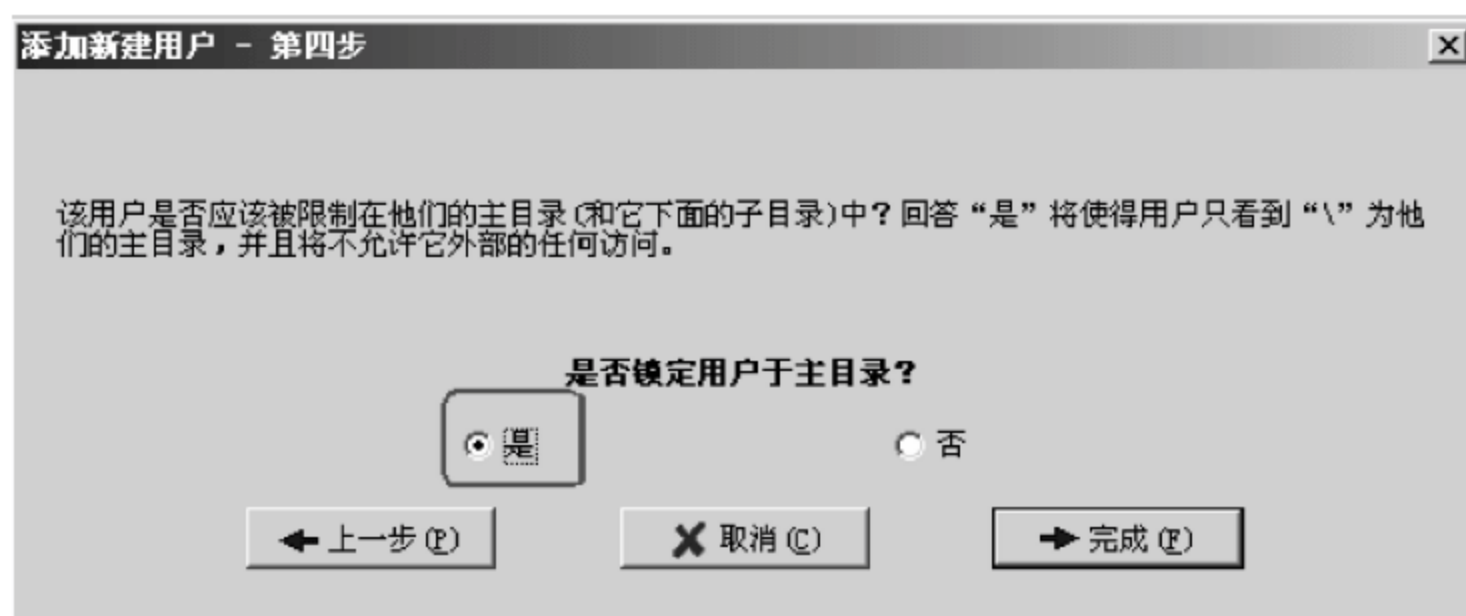 添加新建用户 - 第四步
该用户是否应该被限制在他们的主目录(和它下面的子目录)中?回答“是”将使得用户只看到“\”为他
们的主目录,并且将不允许它外部的任何访问。
是否锁定用户于主目录?
是
否
上一步(P)
取消(C)
完成(F)